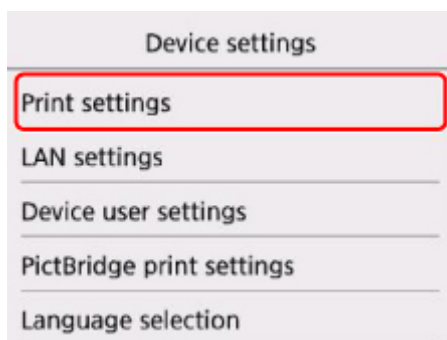 Device settings
Print settings
LAN settings
Device user settings
PictBridge print settings
Language selection